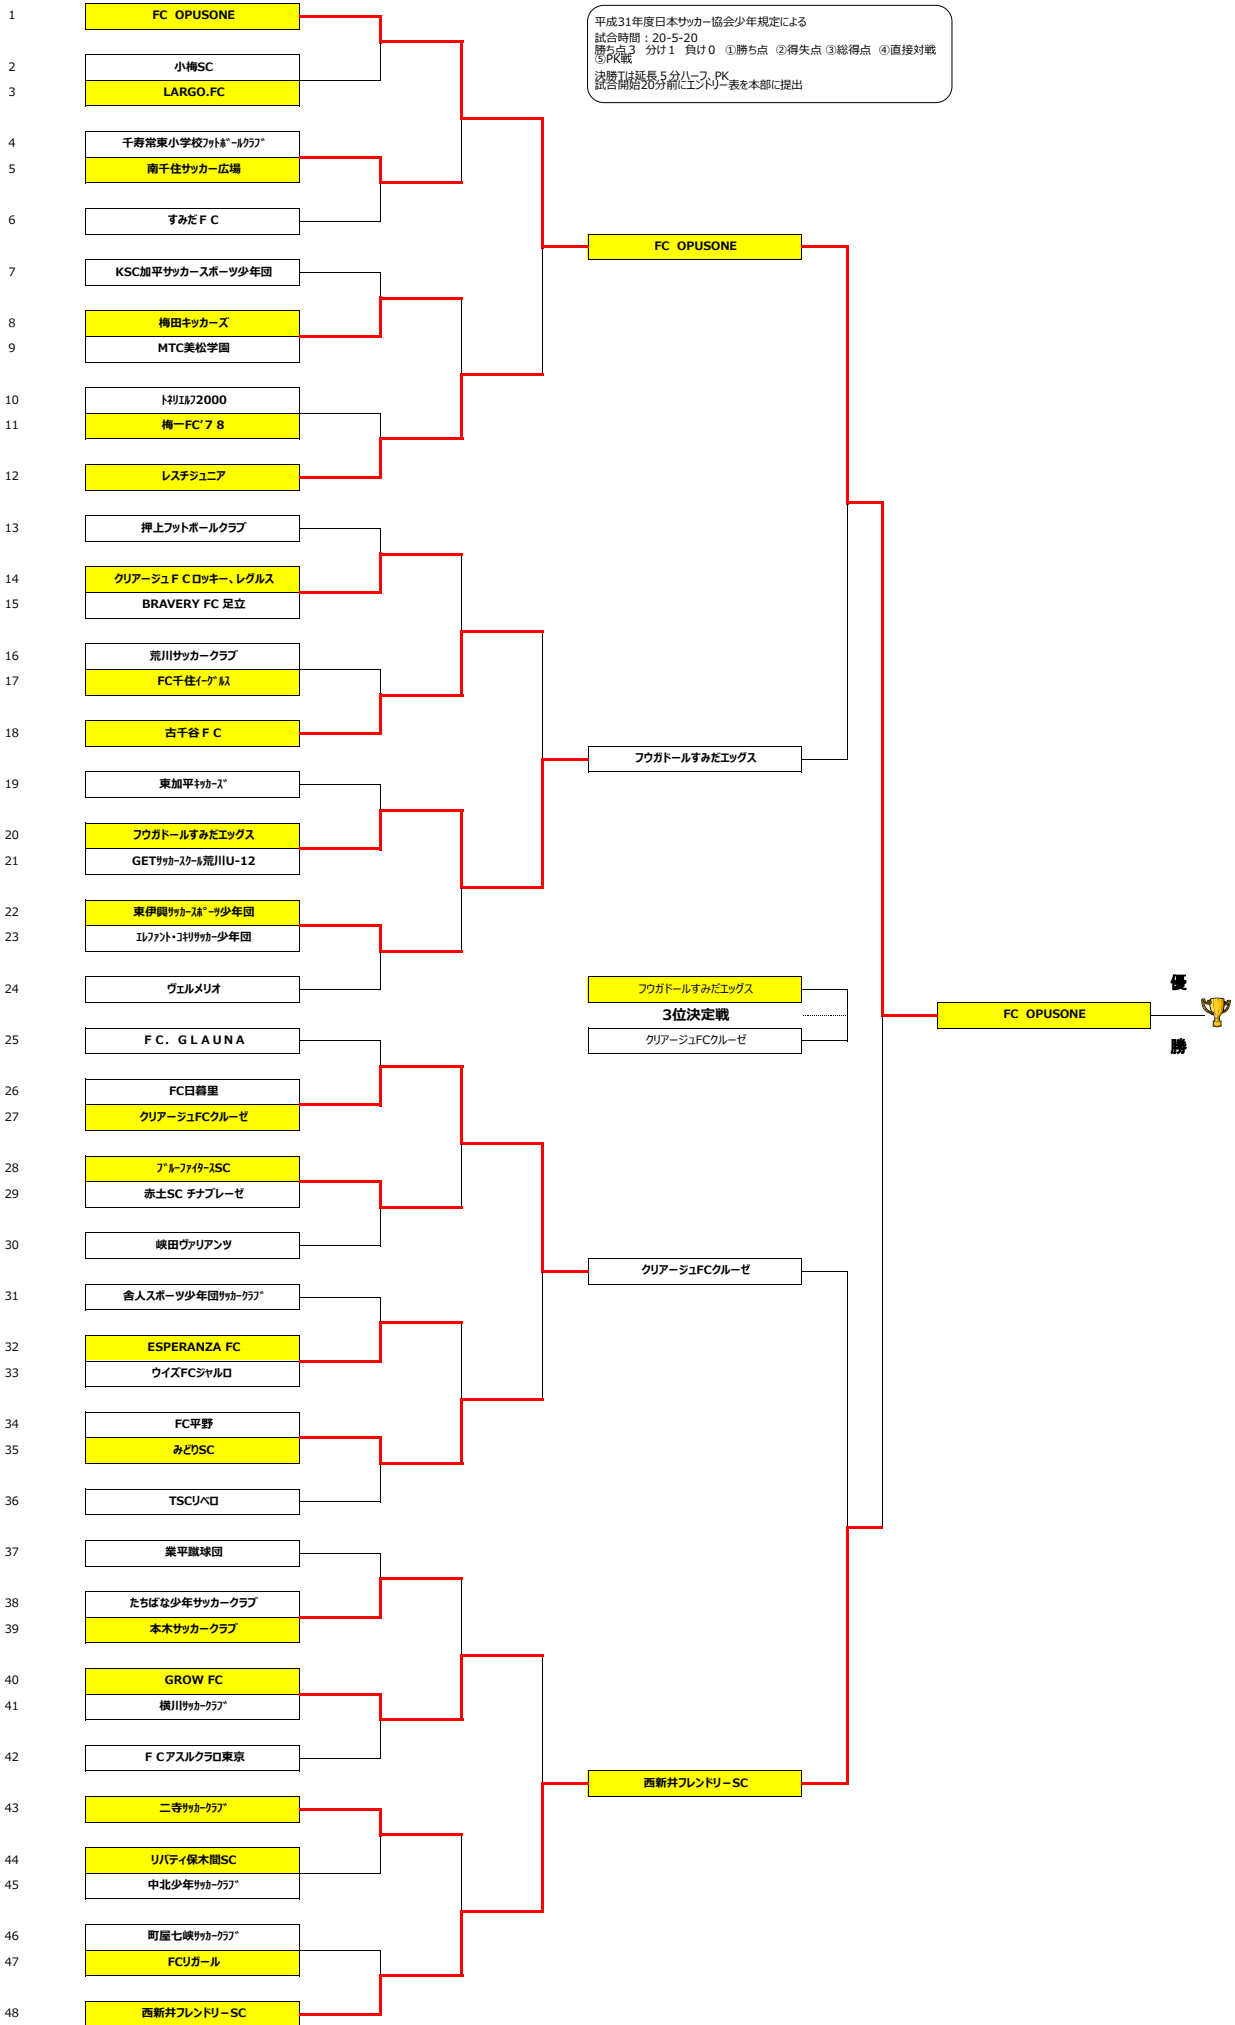 平成31年度日本サッカー協会少年規定による
試合時間：20-5-20
勝ち点３ 分け１ 負け０ ①勝ち点 ②得失点 ③総得点 ④直接対戦
⑤PK戦
決勝Tは延長５分ハーフ、PK
試合開始20分前にエントリー表を本部に提出
1 FC OPUSONE
2 小梅SC
3 LARGO.FC
4 千寿常東小学校ﾌｯﾄﾎﾞｰﾙｸﾗﾌﾞ
5 南千住サッカー広場
6 すみだＦＣ
FC OPUSONE
7 KSC加平サッカースポーツ少年団
8 梅田キッカーズ
9 MTC美松学園
10 ﾄﾈﾘｴﾙﾌ2000
11 梅一FC’７８
12 レスチジュニア
13 押上フットボールクラブ
14 クリアージュＦＣロッキー、レグルス
15 BRAVERY FC 足立
16 荒川サッカークラブ
17 FC千住ｲｰｸﾞﾙｽ
18 古千谷ＦＣ
フウガドールすみだエッグス
19 東加平ｷｯｶｰｽﾞ
20 フウガドールすみだエッグス
21 GETｻｯｶｰｽｸｰﾙ荒川U-12
22 東伊興ｻｯｶｰｽﾎﾟｰﾂ少年団
23 ｴﾚﾌｧﾝﾄ・ｺｷﾘｻｯｶｰ少年団
24 ヴェルメリオ
フウガドールすみだエッグス
3位決定戦
クリアージュFCクルーゼ
優
FC OPUSONE
勝
25 ＦＣ．ＧＬＡＵＮＡ
26 FC日暮里
27 クリアージュFCクルーゼ
28 ﾌﾞﾙｰﾌｧｲﾀｰｽSC
29 赤土SC チナブレーゼ
30 峡田ヴァリアンツ
クリアージュFCクルーゼ
31 舎人スポーツ少年団ｻｯｶｰｸﾗﾌﾞ
32 ESPERANZA FC
33 ウイズFCジャルロ
34 FC平野
35 みどりSC
36 TSCリベロ
37 業平蹴球団
38 たちばな少年サッカークラブ
39 本木サッカークラブ
40 GROW FC
41 横川ｻｯｶｰｸﾗﾌﾞ
42 ＦＣアスルクラロ東京
西新井フレンドリーSC
43 二寺ｻｯｶｰｸﾗﾌﾞ
44 リバティ保木間SC
45 中北少年ｻｯｶｰｸﾗﾌﾞ
46 町屋七峡ｻｯｶｰｸﾗﾌﾞ
47 FCリガール
48 西新井フレンドリーSC